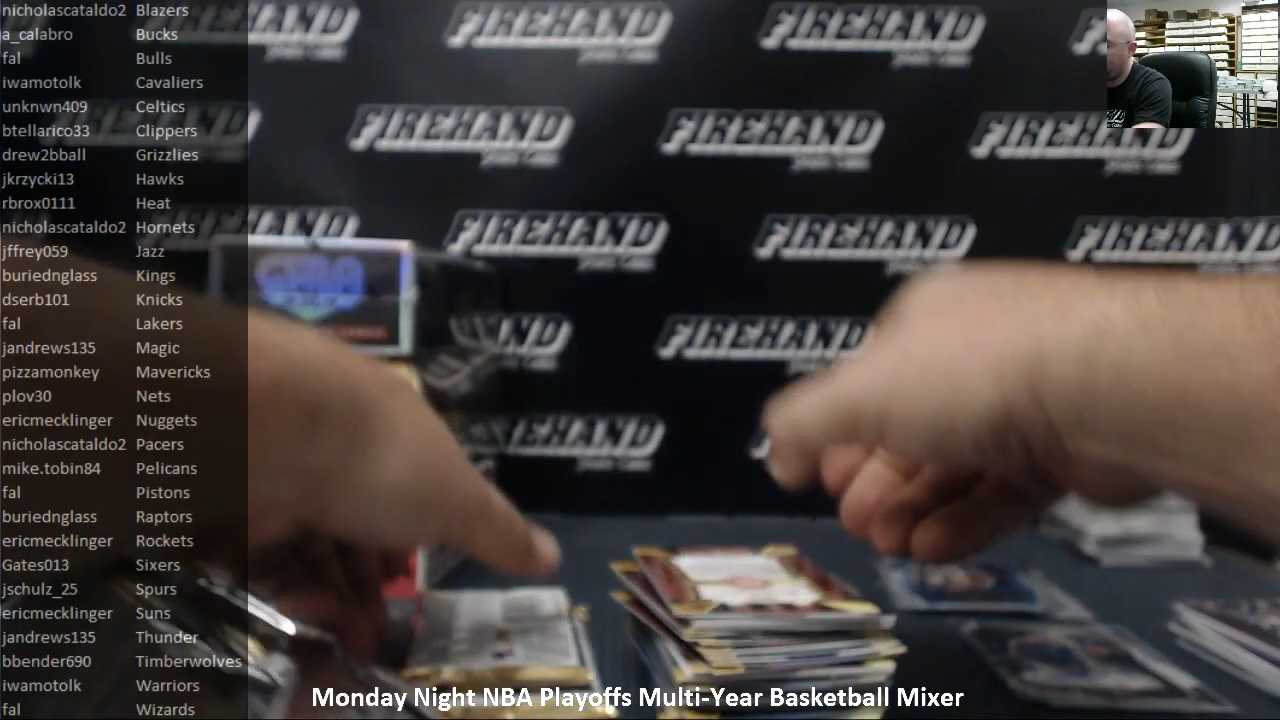 nicholascataldo2 Blazers
a_calabro Bucks
fal Bulls
iwamotolk Cavaliers
unknwn409 Celtics
btellarico33 Clippers
drew2bball Grizzlies
jkrzycki13 Hawks
rbrox0111 Heat
nicholascataldo2 Hornets
jffrey059 Jazz
buriednglass Kings
dserb101 Knicks
fal Lakers
jandrews135 Magic
pizzamonkey Mavericks
plov30 Nets
ericmecklinger Nuggets
nicholascataldo2 Pacers
mike.tobin84 Pelicans
fal Pistons
buriednglass Raptors
ericmecklinger Rockets
Gates013 Sixers
jschulz_25 Spurs
ericmecklinger Suns
jandrews135 Thunder
bbender690 Timberwolves
iwamotolk Warriors
fal Wizards
FIREHAND FIREHAND FIREHAND
FIREHAND FIREHAND FIREHAND
FIREHAND FIREHAND FIREHAND
FIREHAND
FIREHAND
Monday Night NBA Playoffs Multi-Year Basketball Mixer